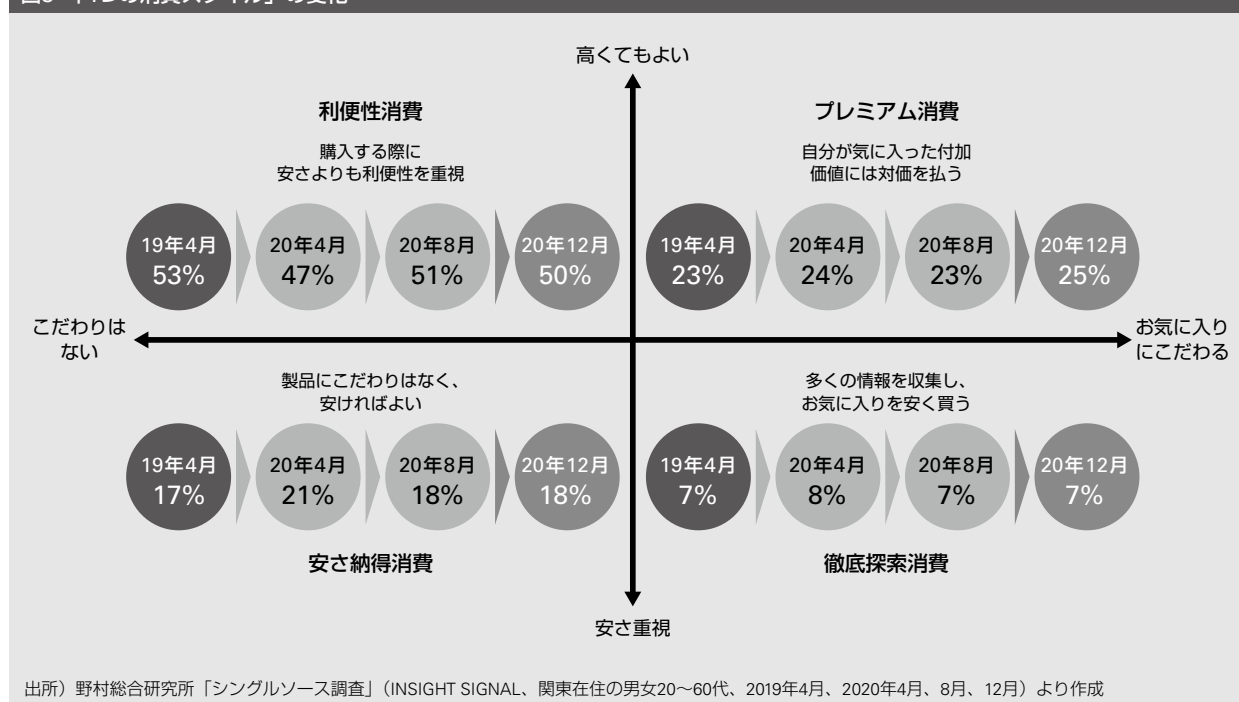 高くてもよい
利便性消費
購入する際に
安さよりも利便性を重視
19年4月
53%
20年4月
47%
20年8月
51%
20年12月
50%
プレミアム消費
自分が気に入った付加
価値には対価を払う
19年4月
23%
20年4月
24%
20年8月
23%
20年12月
25%
こだわりは
ない
お気に入り
にこだわる
製品にこだわりはなく、
安ければよい
19年4月
17%
20年4月
21%
20年8月
18%
20年12月
18%
安さ納得消費
多くの情報を収集し、
お気に入りを安く買う
19年4月
7%
20年4月
8%
20年8月
7%
20年12月
7%
徹底探索消費
安さ重視
出所）野村総合研究所「シングルソース調査」（INSIGHT SIGNAL、関東在住の男女20～60代、2019年4月、2020年4月、8月、12月）より作成